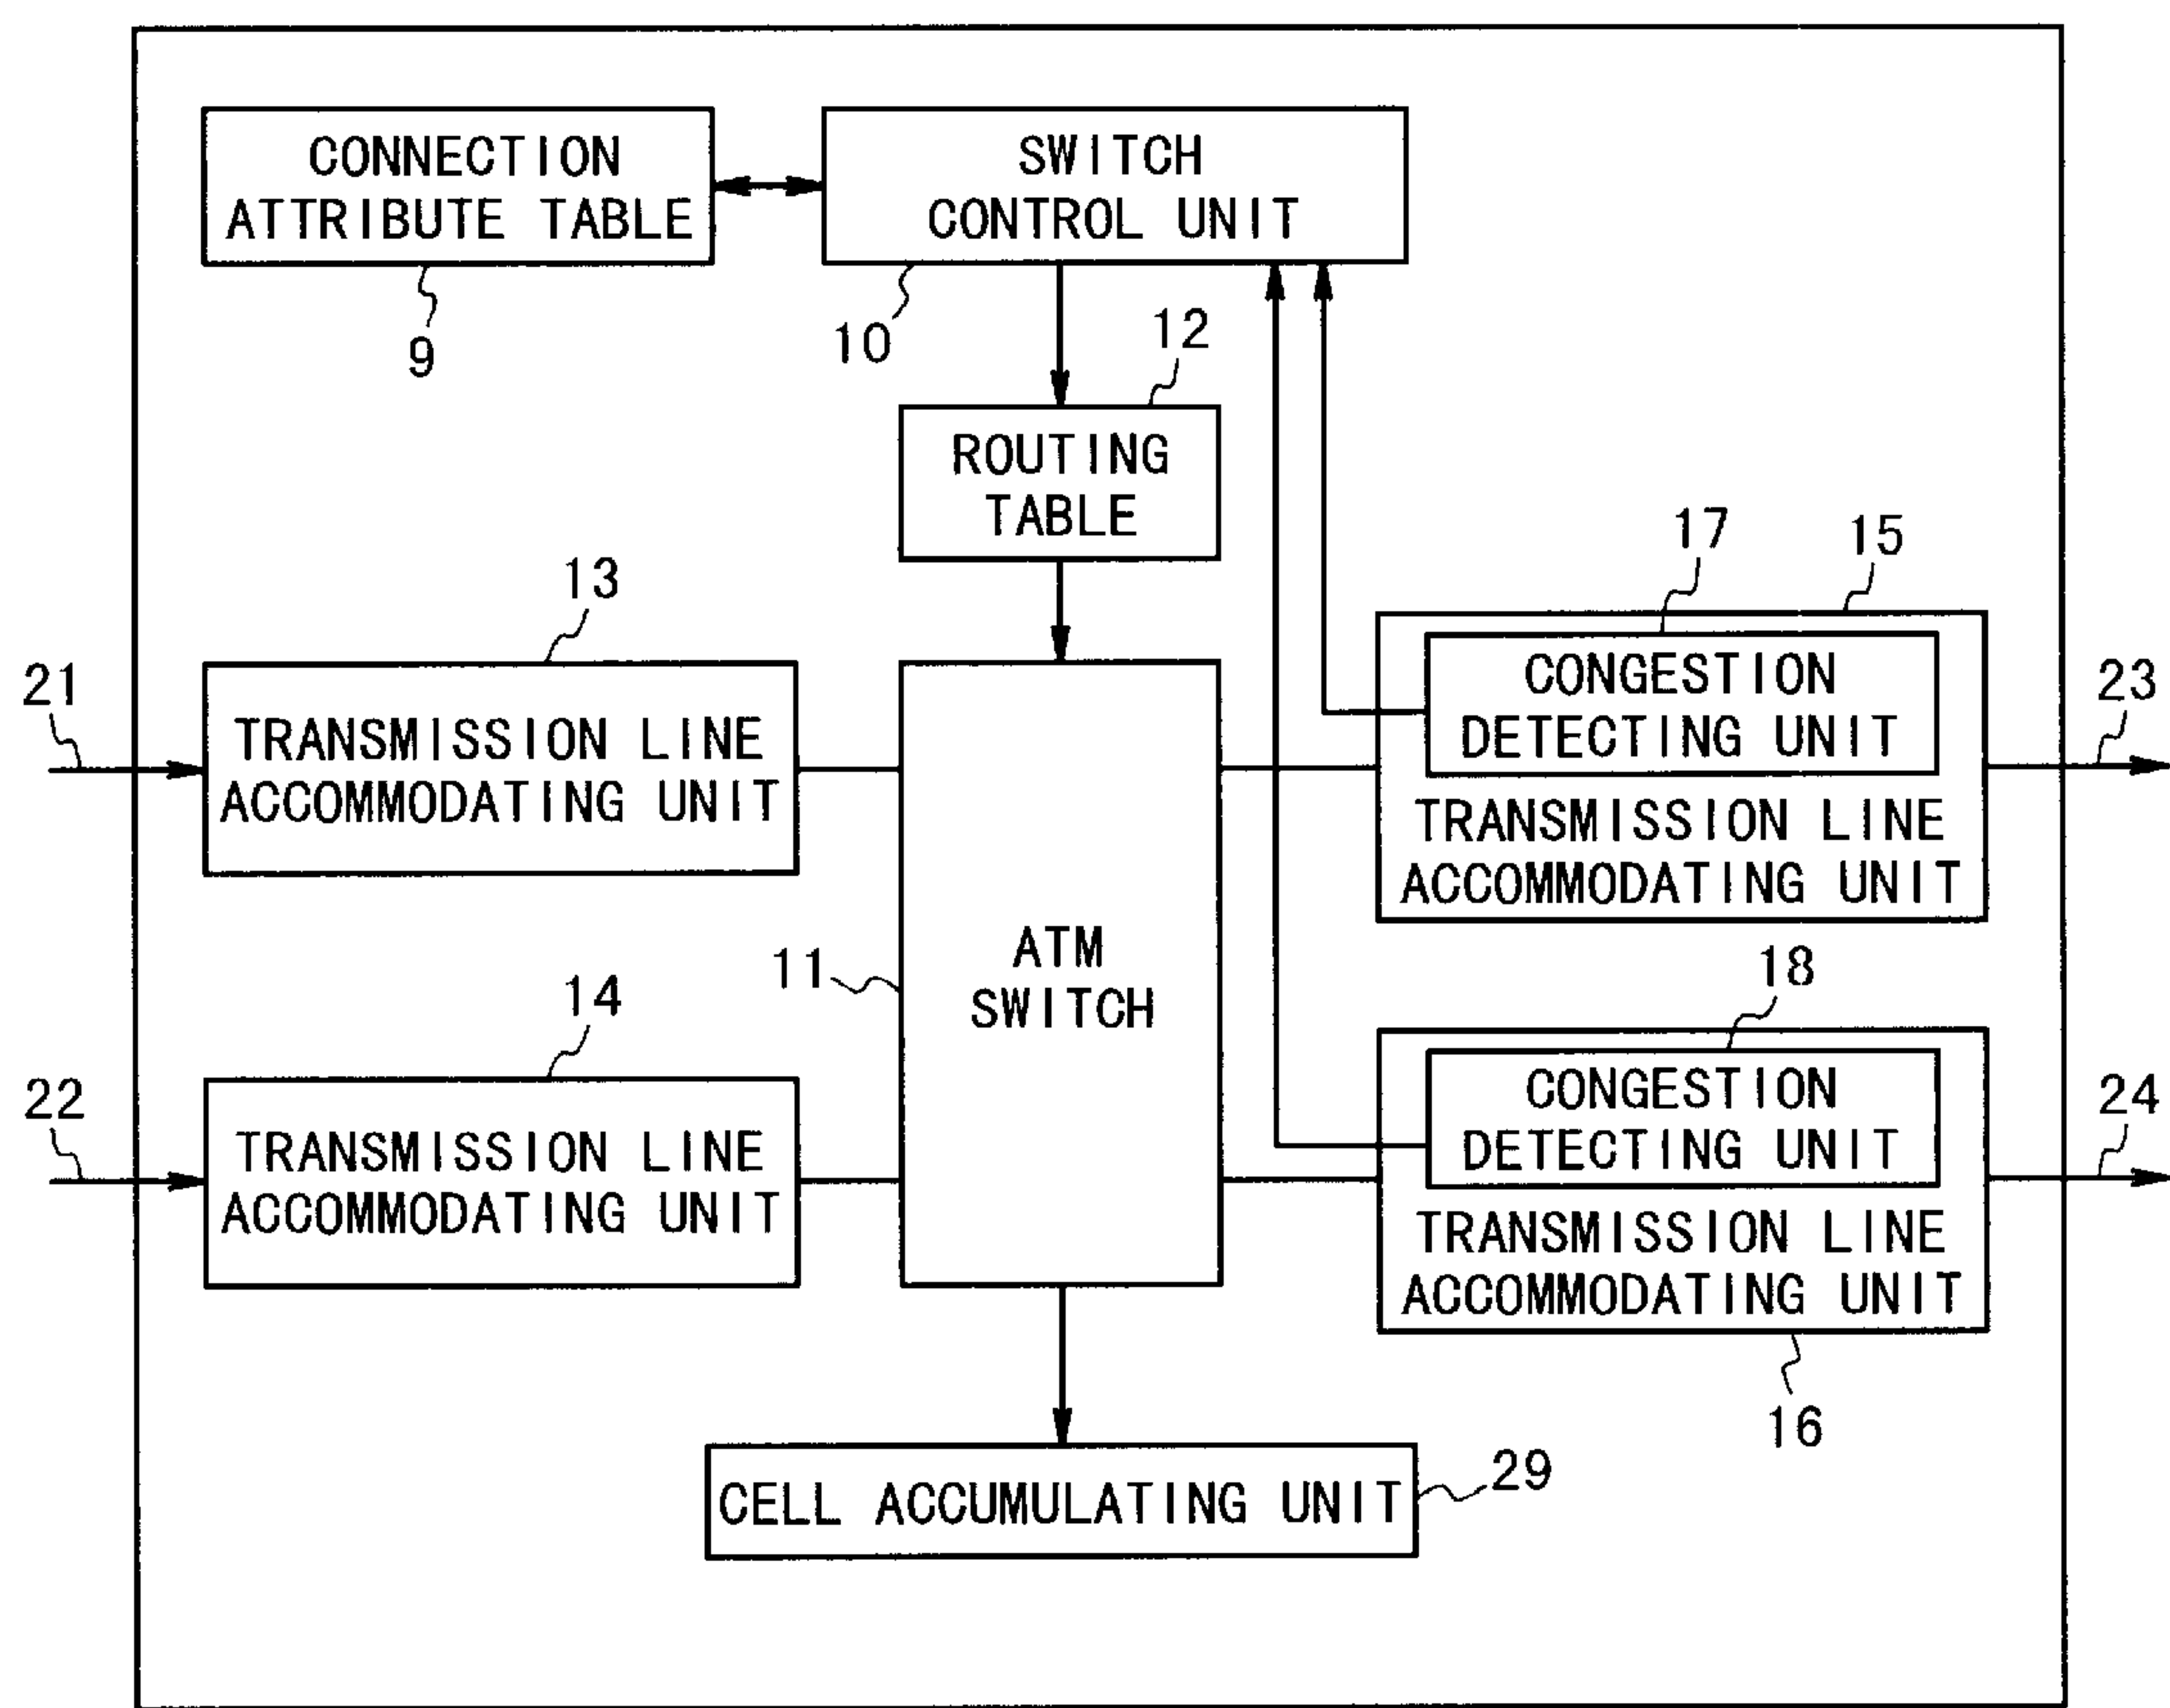 CONNECTION
ATTRIBUTE TABLE
9
SWITCH
CONTROL UNIT
10
12
ROUTING
TABLE
13
21
TRANSMISSION LINE
ACCOMMODATING UNIT
17
15
CONGESTION
DETECTING UNIT
TRANSMISSION LINE
ACCOMMODATING UNIT
23
11
ATM
SWITCH
14
22
TRANSMISSION LINE
ACCOMMODATING UNIT
18
CONGESTION
DETECTING UNIT
TRANSMISSION LINE
ACCOMMODATING UNIT
24
16
CELL ACCUMULATING UNIT
29